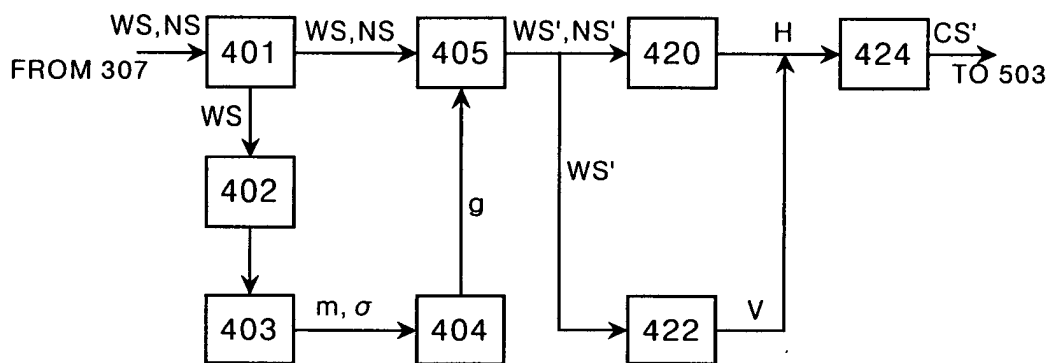 WS,NS
FROM 307
401
WS,NS
405
WS',NS'
420
H
424
CS'
TO 503
WS
402
g
WS'
403
m, σ
404
422
V